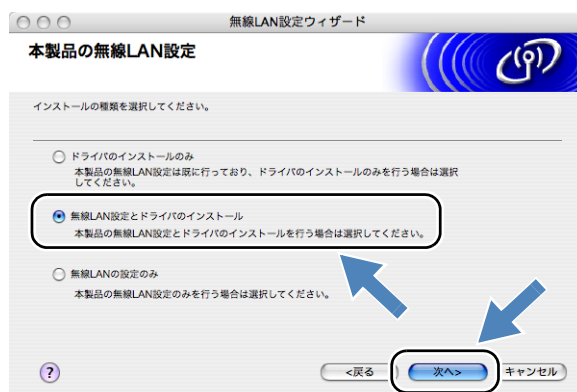 無線LAN設定ウィザード
本製品の無線LAN設定
インストールの種類を選択してください。
ドライバのインストールのみ
本製品の無線LAN設定は既に行っており、ドライバのインストールのみを行う場合は選択
してください。
無線LAN設定とドライバのインストール
本製品の無線LAN設定とドライバのインストールを行う場合は選択してください。
無線LANの設定のみ
本製品の無線LAN設定のみを行う場合は選択してください。
?
<戻る 次へ> キャンセル